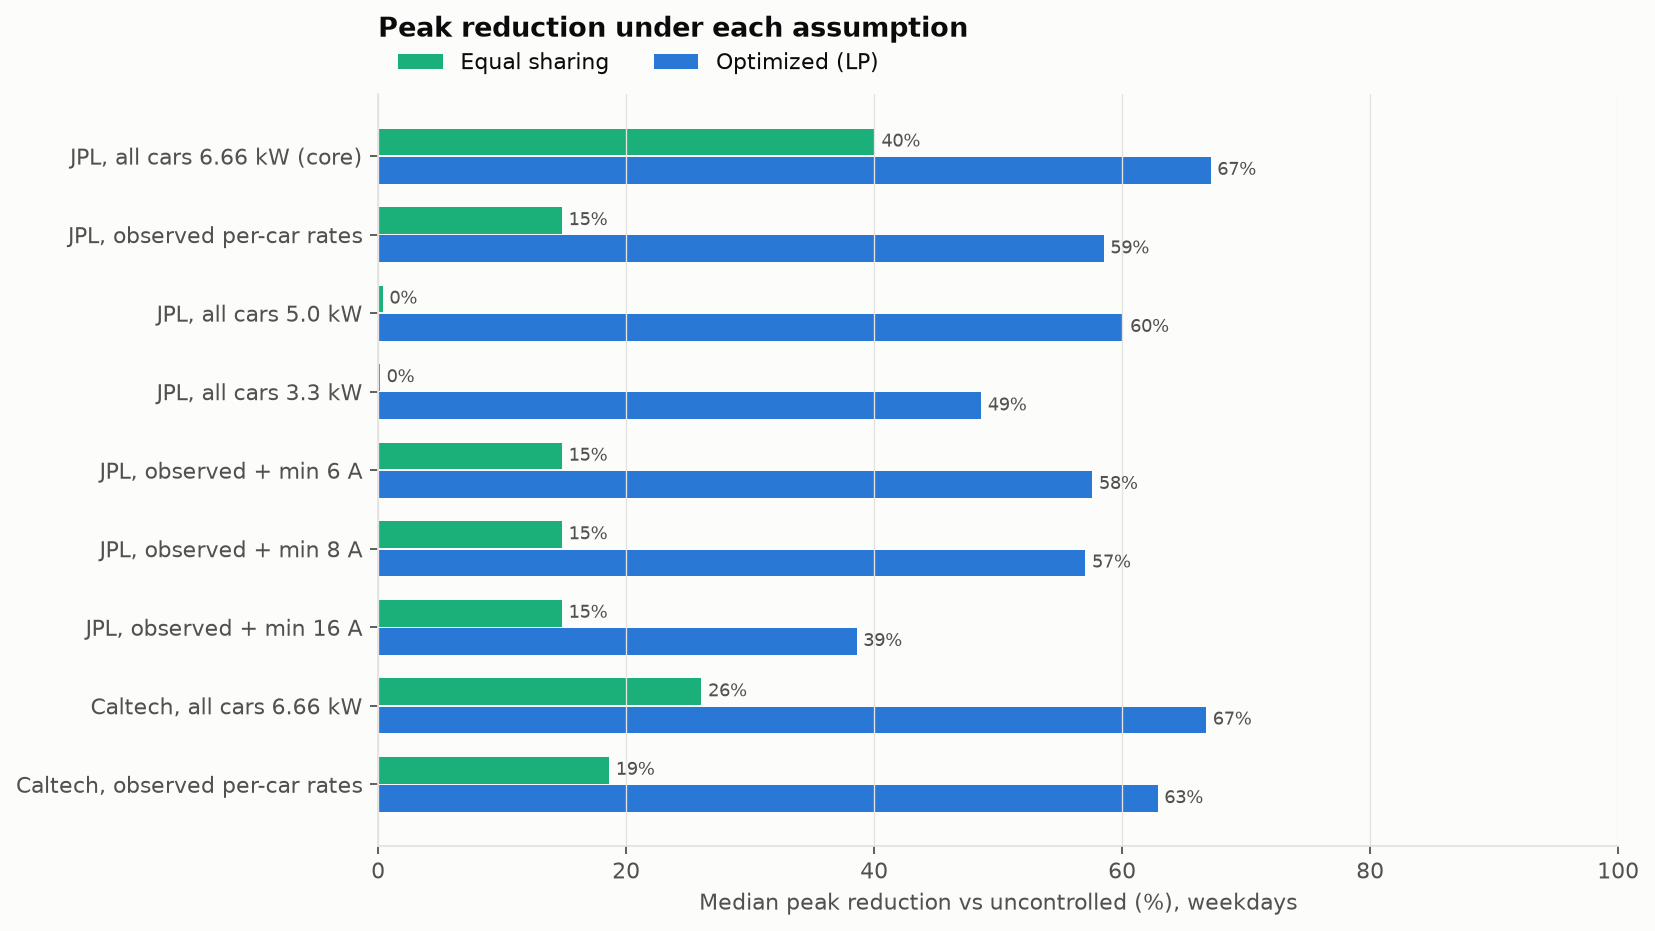 Peak reduction under each assumption
Equal sharing Optimized (LP)
JPL, all cars 6.66 kW (core) 40%
67%
JPL, observed per-car rates 15%
59%
JPL, all cars 5.0 kW 0%
60%
JPL, all cars 3.3 kW 0%
49%
JPL, observed + min 6 A 15%
58%
JPL, observed + min 8 A 15%
57%
JPL, observed + min 16 A 15%
39%
Caltech, all cars 6.66 kW 26%
67%
Caltech, observed per-car rates 19%
63%
0 20 40 60 80 100
Median peak reduction vs uncontrolled (%), weekdays